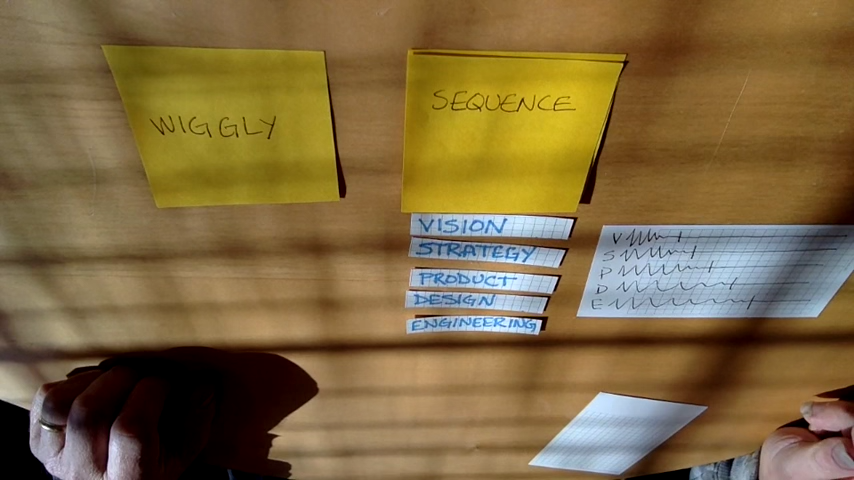 WIGGLY
SEQUENCE
VISION
STRATEGY
PRODUCT
DESIGN
ENGINEERING
V
S
P
D
E